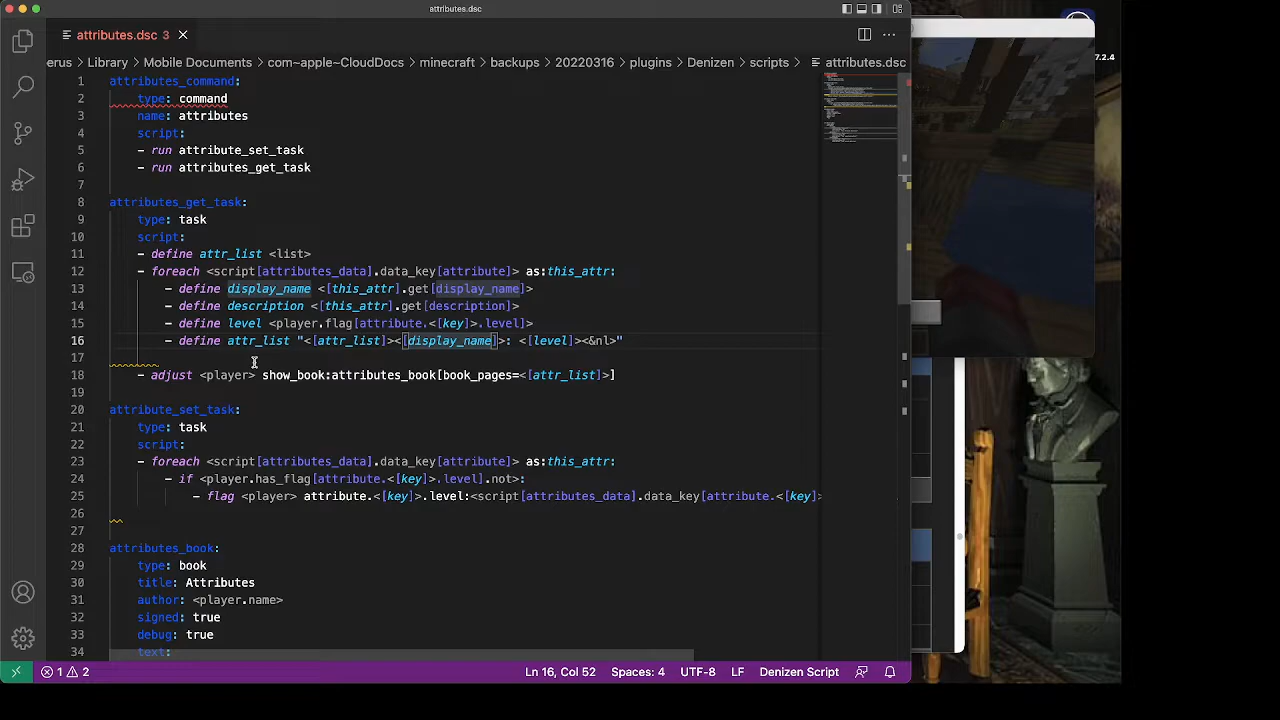 attributes.dsc
attributes.dsc 3
berus > Library > Mobile Documents > com~apple~CloudDocs > minecraft > backups > 20220316 > plugins > Denizen > scripts > attributes.dsc
7.2.4
1 attributes_command:
2 type: command
3 name: attributes
4 script:
5 - run attribute_set_task
6 - run attributes_get_task
7
8 attributes_get_task:
9 type: task
10 script:
11 - define attr_list <list>
12 - foreach <script[attributes_data].data_key[attribute]> as:this_attr:
13 - define display_name <[this_attr].get[display_name]>
14 - define description <[this_attr].get[description]>
15 - define level <player.flag[attribute.<[key]>.level]>
16 - define attr_list "<[attr_list]><[display_name]>: <[level]><&nl>"
17
18 - adjust <player> show_book:attributes_book[book_pages=<[attr_list]>]
19
20 attribute_set_task:
21 type: task
22 script:
23 - foreach <script[attributes_data].data_key[attribute]> as:this_attr:
24 - if <player.has_flag[attribute.<[key]>.level].not>:
25 - flag <player> attribute.<[key]>.level:<script[attributes_data].data_key[attribute.<[key]>
26
27
28 attributes_book:
29 type: book
30 title: Attributes
31 author: <player.name>
32 signed: true
33 debug: true
34 text:
1 2 Ln 16, Col 52 Spaces: 4 UTF-8 LF Denizen Script